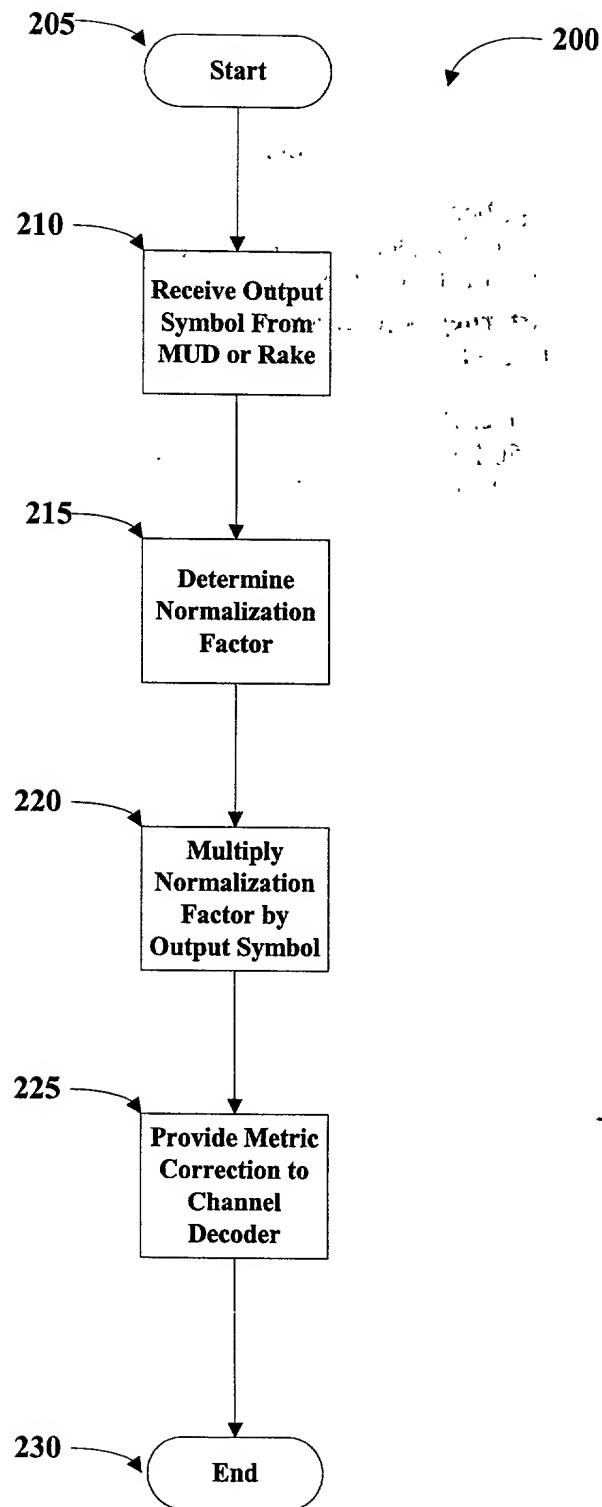 205
Start
200
210
Receive Output
Symbol From
MUD or Rake
215
Determine
Normalization
Factor
220
Multiply
Normalization
Factor by
Output Symbol
225
Provide Metric
Correction to
Channel
Decoder
230
End